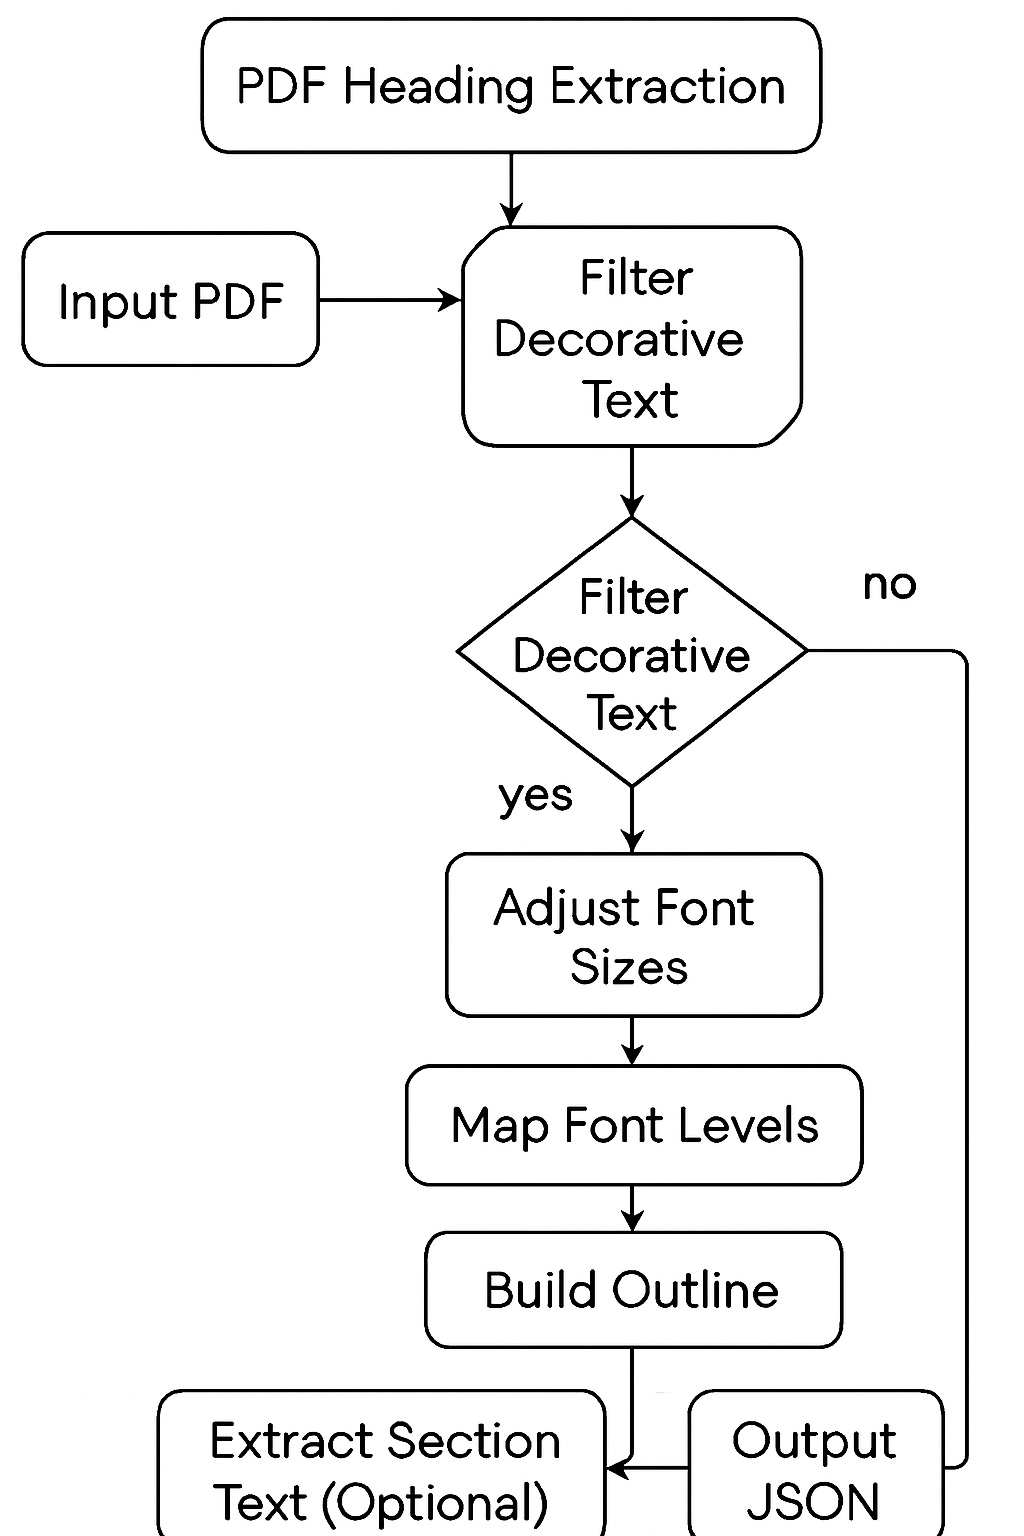 PDF Heading Extraction
Input PDF
Filter
Decorative
Text
Filter
Decorative
Text
no
yes
Adjust Font
Sizes
Map Font Levels
Build Outline
Extract Section
Text (Optional)
Output
JSON